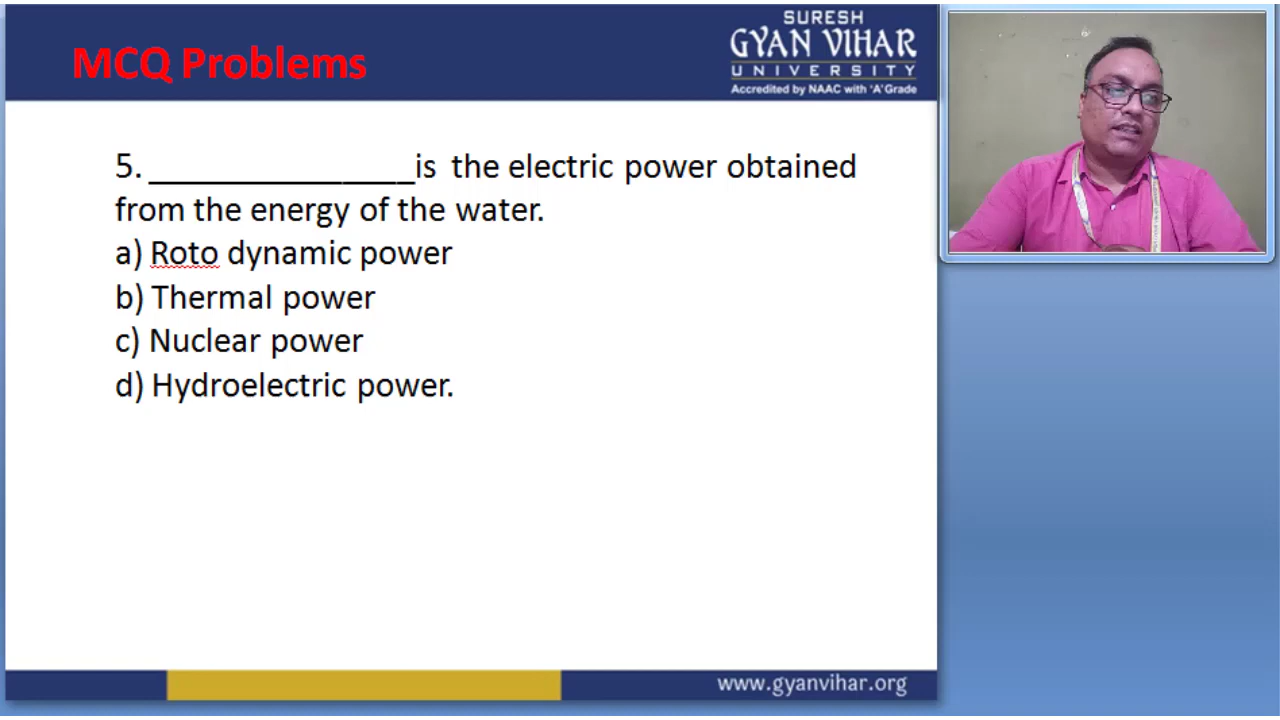 MCQ Problems
SURESH
GYAN VIHAR
UNIVERSITY
Accredited by NAAC with 'A' Grade
5. ________________is the electric power obtained
from the energy of the water.
a) Roto dynamic power
b) Thermal power
c) Nuclear power
d) Hydroelectric power.
www.gyanvihar.org